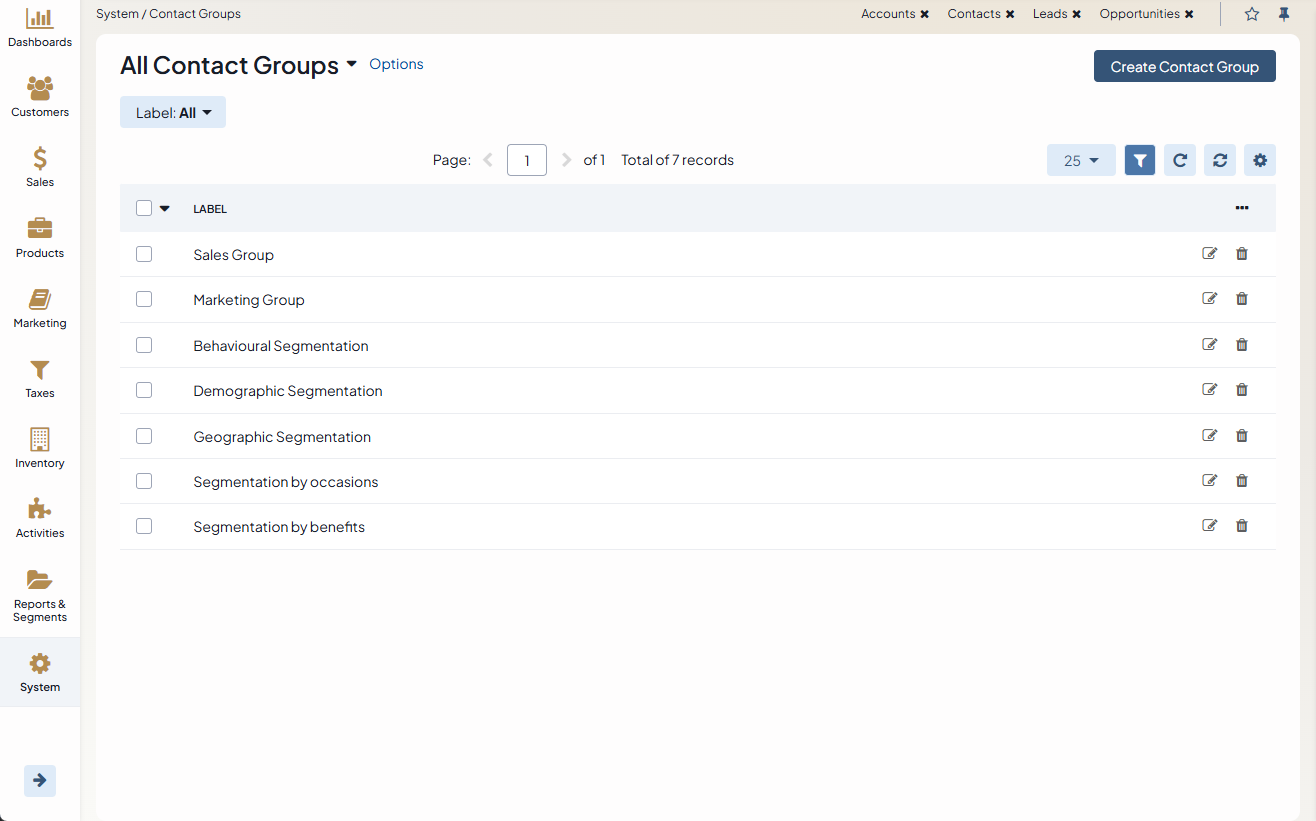 System / Contact Groups
Accounts Contacts Leads Opportunities
Dashboards
Customers
Sales
Products
Marketing
Taxes
Inventory
Activities
Reports &
Segments
System
All Contact Groups Options
Create Contact Group
Label: All
Page: 1 of 1 Total of 7 records
25
LABEL
Sales Group
Marketing Group
Behavioural Segmentation
Demographic Segmentation
Geographic Segmentation
Segmentation by occasions
Segmentation by benefits